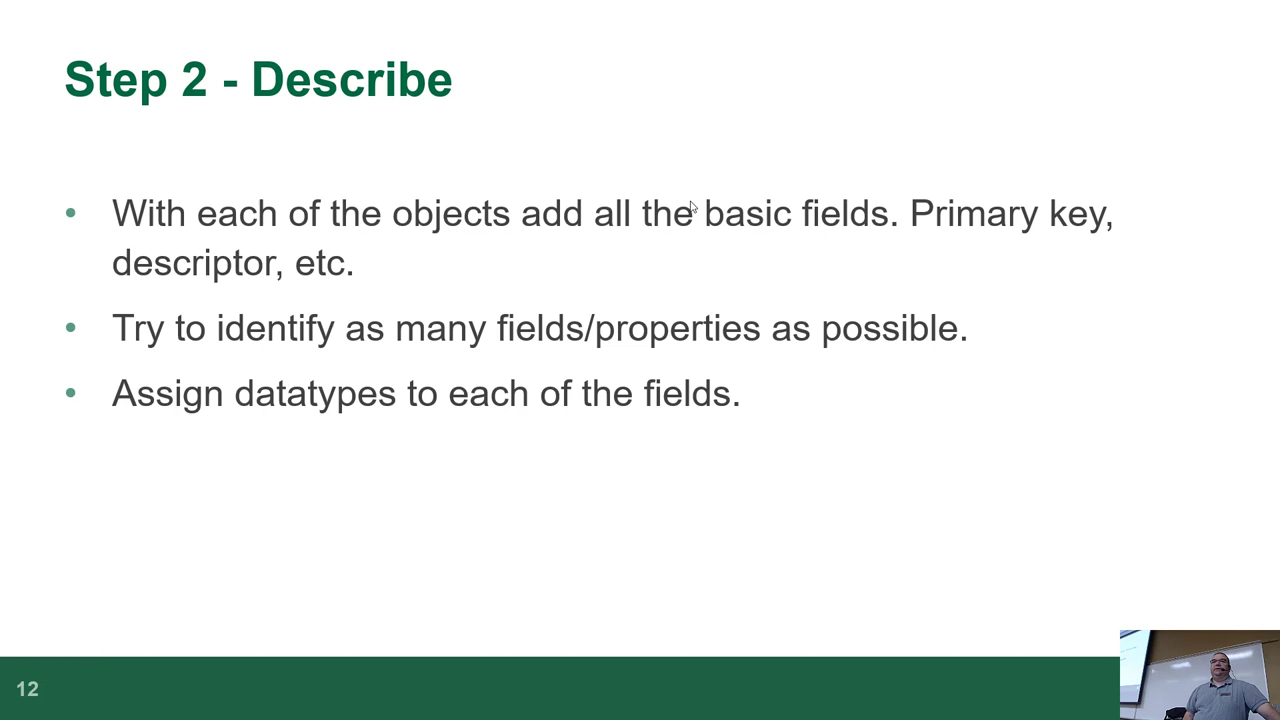 Step 2 - Describe
• With each of the objects add all the basic fields. Primary key,
descriptor, etc.
• Try to identify as many fields/properties as possible.
• Assign datatypes to each of the fields.
12